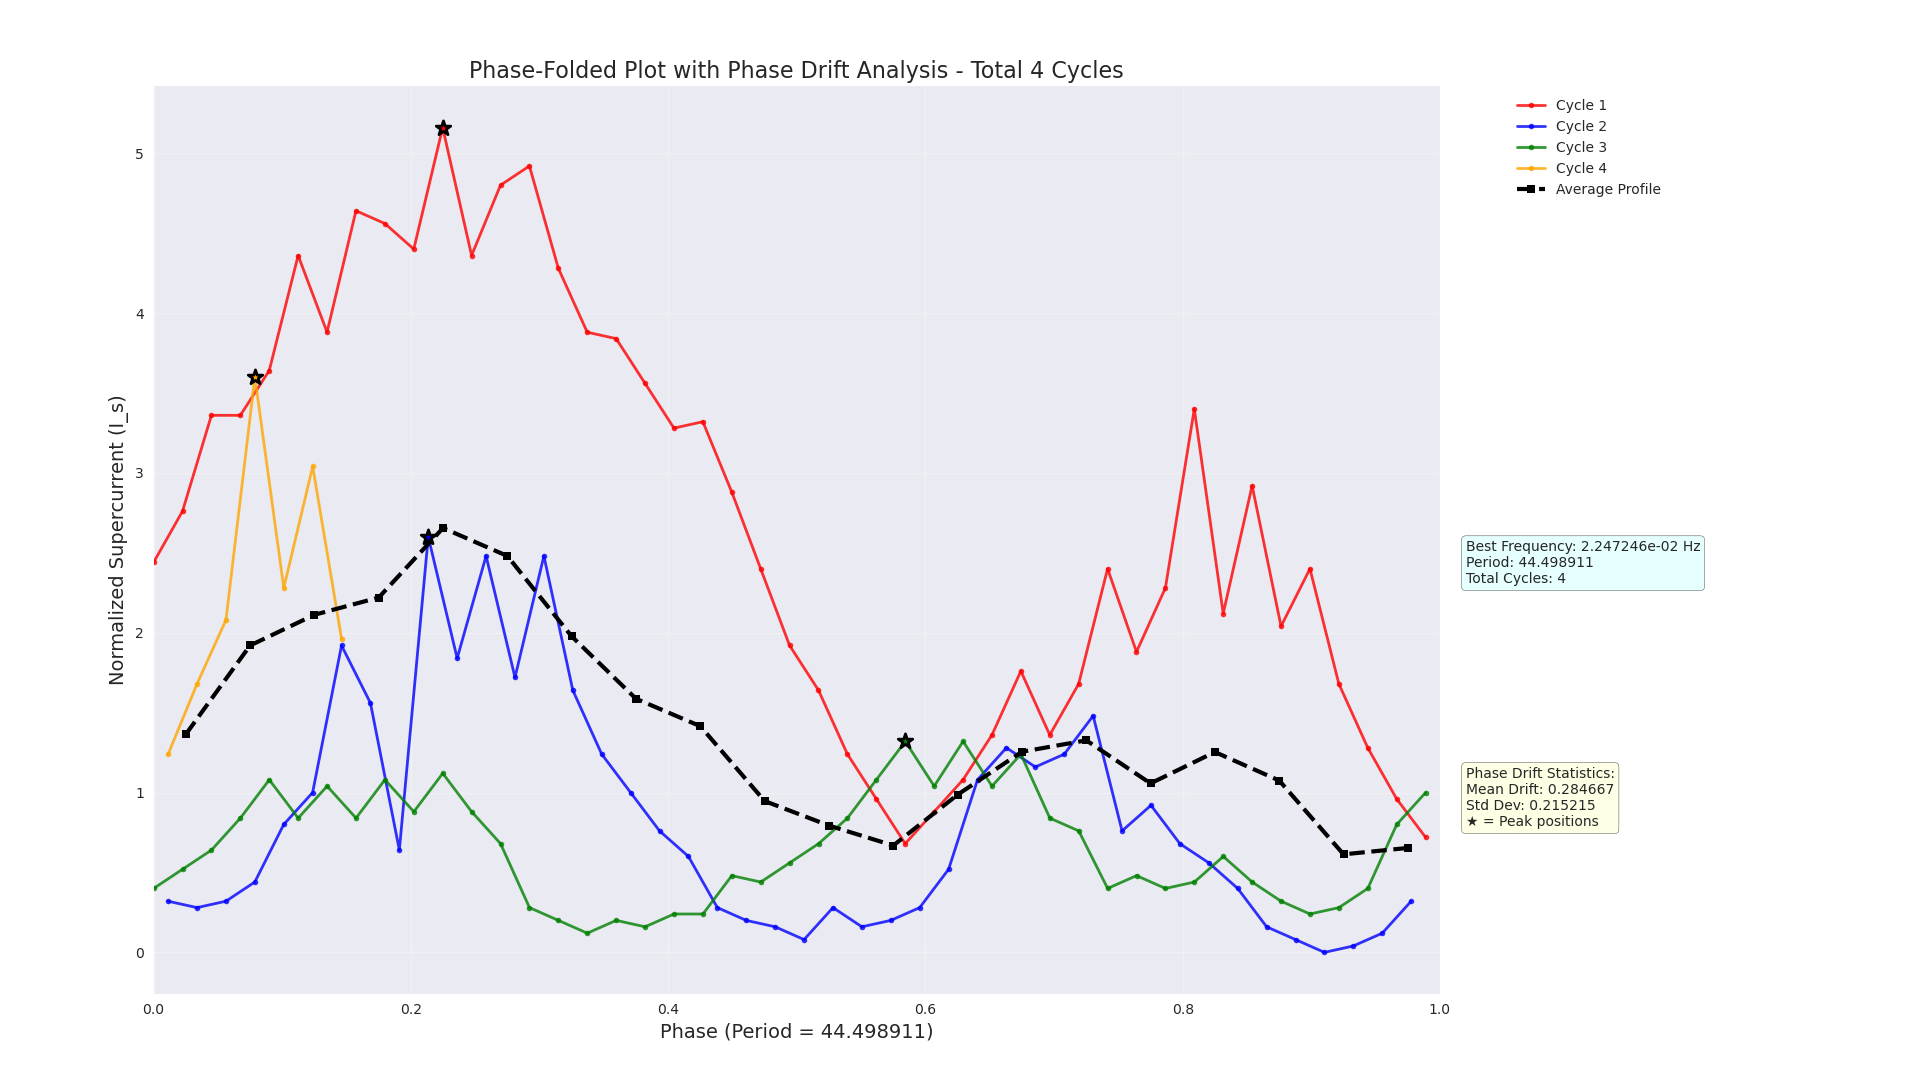 Phase-Folded Plot with Phase Drift Analysis - Total 4 Cycles
Cycle 1
Cycle 2
Cycle 3
Cycle 4
Average Profile
Normalized Supercurrent (I_s)
5
4
3
2
1
0
Best Frequency: 2.247246e-02 Hz
Period: 44.498911
Total Cycles: 4
Phase Drift Statistics:
Mean Drift: 0.284667
Std Dev: 0.215215
★ = Peak positions
0.0 0.2 0.4 0.6 0.8 1.0
Phase (Period = 44.498911)